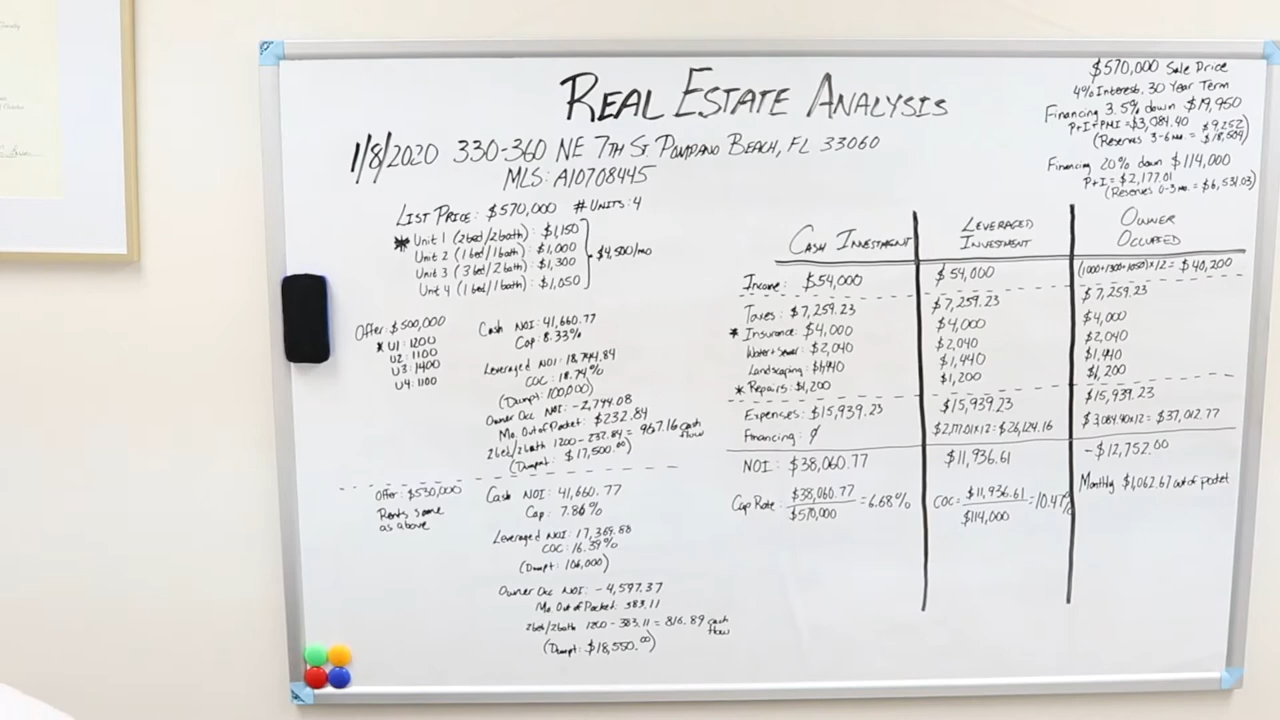 REAL ESTATE ANALYSIS
1/8/2020 330-360 NE 7TH ST. POMPANO BEACH, FL 33060
MLS: A10708445
$570,000 Sale Price
4% Interest. 30 Year Term
Financing 3.5% down $19,950
P+I+PMI = $3,084.40
(Reserves 3-6 mo. = $9,252 $18,504)
Financing 20% down $114,000
P+I = $2,177.01
(Reserves 0-3 mo. = $6,531.03)
LIST PRICE: $570,000 # UNITS: 4
* Unit 1 (2bed/2bath): $1,150
Unit 2 (1bed/1bath): $1,000
Unit 3 (3bed/2bath): $1,300
Unit 4 (1bed/1bath): $1,050
$4,500/mo
Offer: $500,000
* U1: 1200
U2: 1100
U3: 1400
U4: 1100
Cash NOI: 41,660.77
Cap: 8.33%
Leveraged NOI: 18,744.84
COC: 18.74%
(Dwnpt: 100,000)
Owner Occ NOI: -2,794.08
Mo. Out of Pocket: $232.84
2bed/2bath 1200 - 232.84 = 967.16 cash flow
(Dwnpmt: $17,500.00)
Offer: $530,000
Rents same
as above
Cash NOI: 41,660.77
Cap: 7.86%
Leveraged NOI: 17,369.88
COC: 16.39%
(Dwnpt: 106,000)
Owner Occ NOI: -4,597.37
Mo. Out of Pocket: 383.11
2bed/2bath 1200 - 383.11 = 816.89 cash flow
(Dwnpt: $18,550.00)
CASH INVESTMENT LEVERAGED INVESTMENT OWNER OCCUPIED
Income: $54,000 $54,000 (1000+1300+1050)x12 = $40,200
Taxes: $7,259.23 $7,259.23 $7,259.23
* Insurance: $4,000 $4,000 $4,000
Water + Sewer: $2,040 $2,040 $2,040
Landscaping: $1,440 $1,440 $1,440
* Repairs: $1,200 $1,200 $1,200
Expenses: $15,939.23 $15,939.23 $15,939.23
Financing: ∅ $2,177.01x12 = $26,124.16 $3,084.40x12 = $37,012.77
NOI: $38,060.77 $11,936.61 -$12,752.00
Cap Rate: $38,060.77 / $570,000 = 6.68% COC = $11,936.61 / $114,000 = 10.47% Monthly $1,062.67 out of pocket